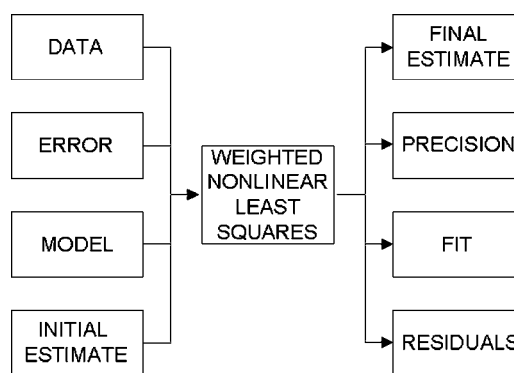 DATA
ERROR
MODEL
INITIAL
ESTIMATE
WEIGHTED
NONLINEAR
LEAST
SQUARES
FINAL
ESTIMATE
PRECISION
FIT
RESIDUALS